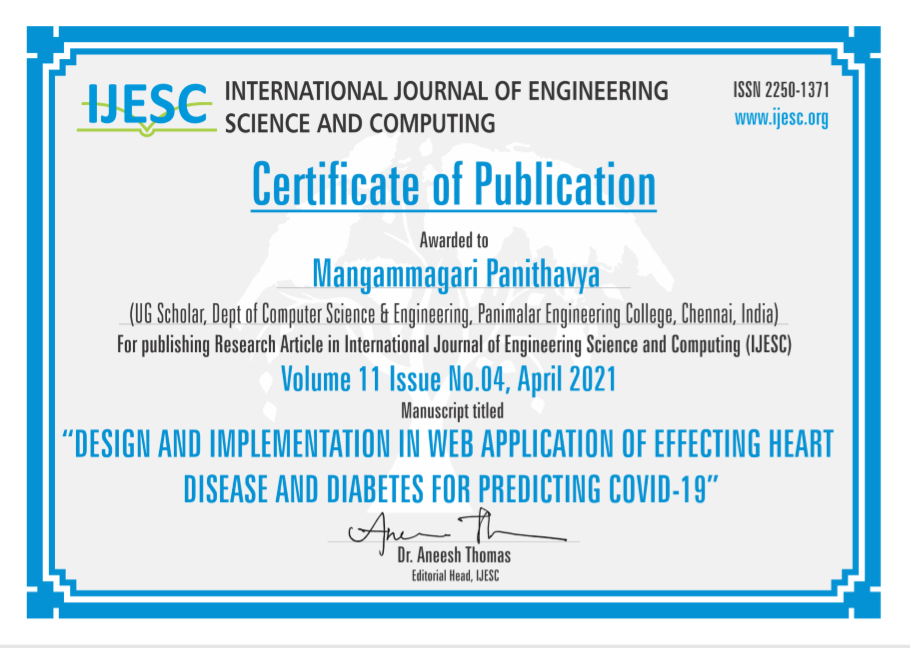 IJESC
INTERNATIONAL JOURNAL OF ENGINEERING
SCIENCE AND COMPUTING
ISSN 2250-1371
www.ijesc.org
Certificate of Publication
Awarded to
Mangammagari Panithavya
(UG Scholar, Dept of Computer Science & Engineering, Panimalar Engineering College, Chennai, India)
For publishing Research Article in International Journal of Engineering Science and Computing (IJESC)
Volume 11 Issue No.04, April 2021
Manuscript titled
“DESIGN AND IMPLEMENTATION IN WEB APPLICATION OF EFFECTING HEART
DISEASE AND DIABETES FOR PREDICTING COVID-19”
Dr. Aneesh Thomas
Editorial Head, IJESC